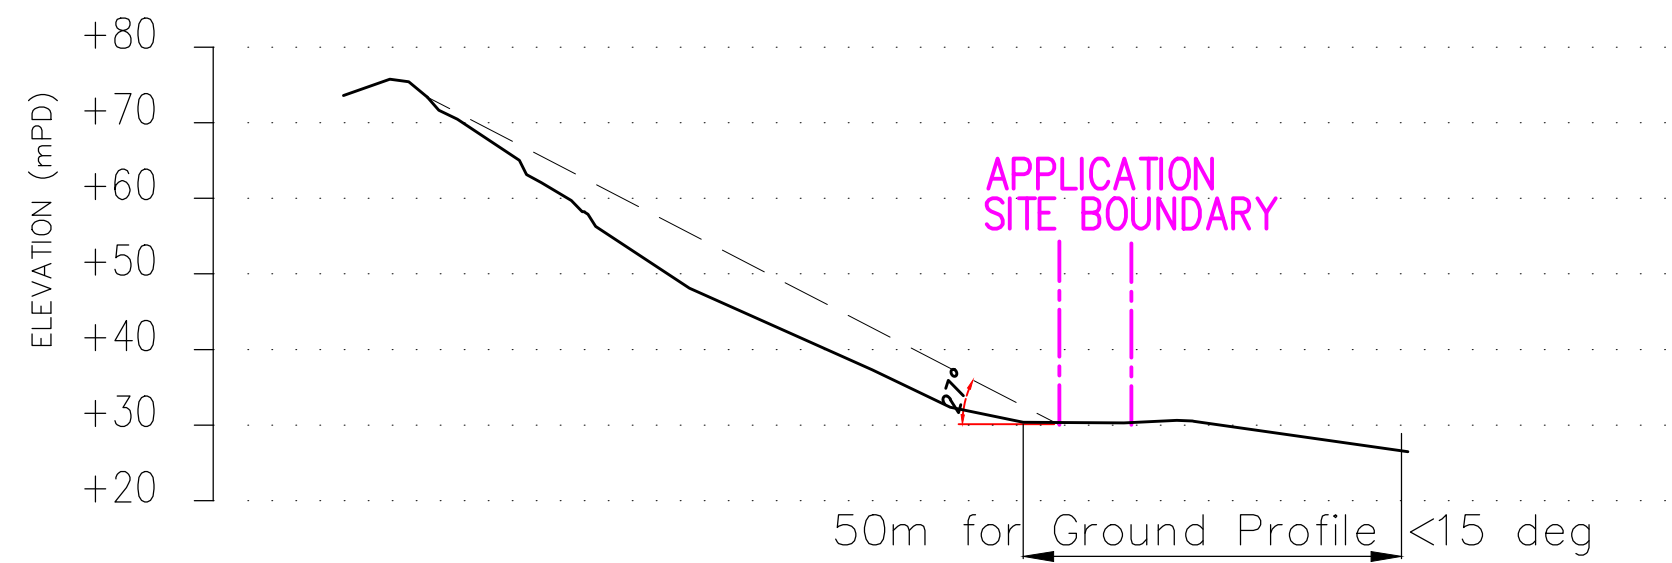 +80
+70
+60
+50
+40
+30
+20
ELEVATION (mPD)
APPLICATION
SITE BOUNDARY
27°
50m for Ground Profile <15 deg